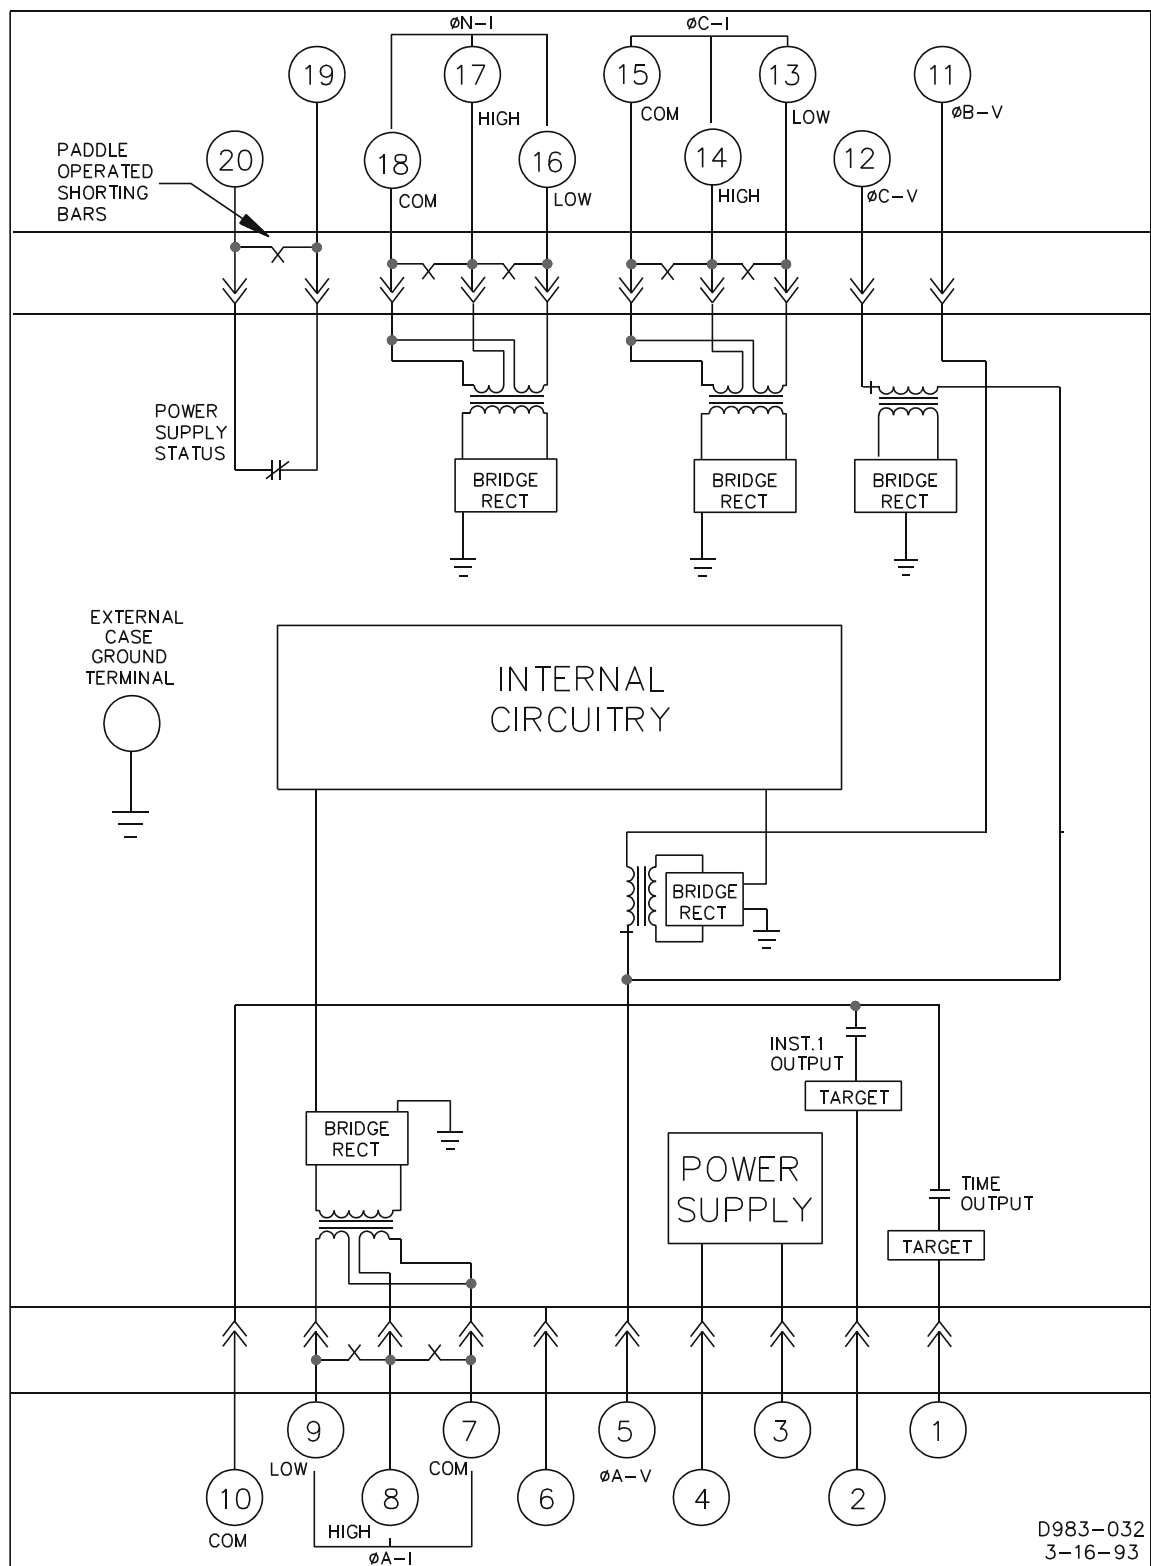 øN-I
øC-I
19
17
15
13
11
COM
HIGH
LOW
øB-V
20
18
16
14
12
PADDLE
OPERATED
SHORTING
BARS
COM
LOW
HIGH
øC-V
POWER
SUPPLY
STATUS
BRIDGE
RECT
BRIDGE
RECT
BRIDGE
RECT
EXTERNAL
CASE
GROUND
TERMINAL
INTERNAL
CIRCUITRY
BRIDGE
RECT
INST.1
OUTPUT
TARGET
BRIDGE
RECT
POWER
SUPPLY
TIME
OUTPUT
TARGET
9
7
5
3
1
LOW
COM
øA-V
10
8
6
4
2
COM
HIGH
øA-I
D983-032
3-16-93